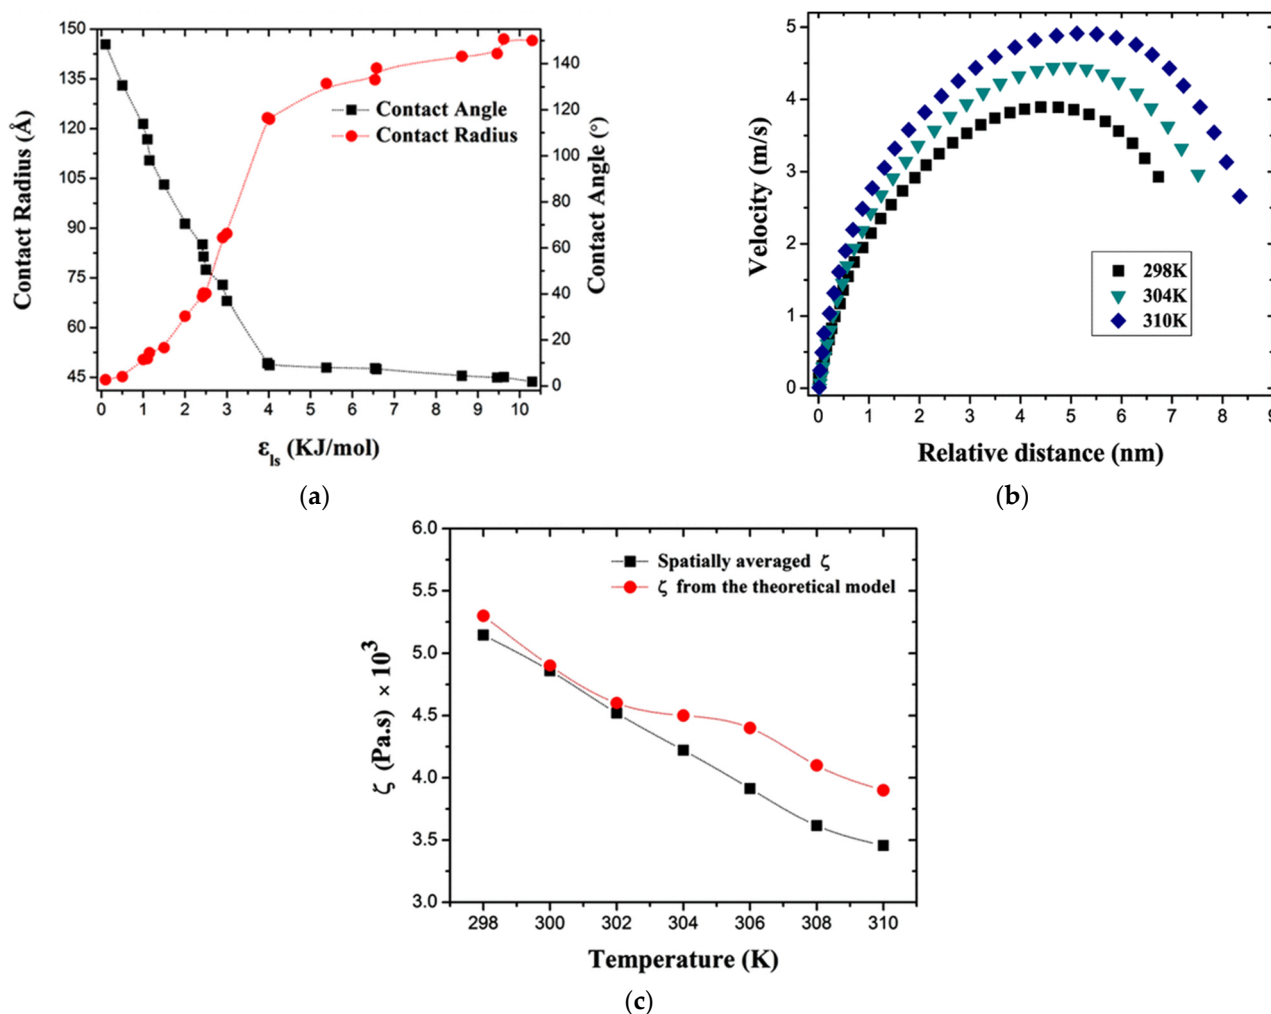 150
135
120
105
90
75
60
45
Contact Radius (Å)
0 1 2 3 4 5 6 7 8 9 10
ε_ls (KJ/mol)
140
120
100
80
60
40
20
0
Contact Angle (°)
Contact Angle
Contact Radius
(a)
5
4
3
2
1
0
Velocity (m/s)
298K
304K
310K
0 1 2 3 4 5 6 7 8 9
Relative distance (nm)
(b)
6.0
5.5
5.0
4.5
4.0
3.5
3.0
ζ (Pa.s) × 10³
Spatially averaged ζ
ζ from the theoretical model
298 300 302 304 306 308 310
Temperature (K)
(c)